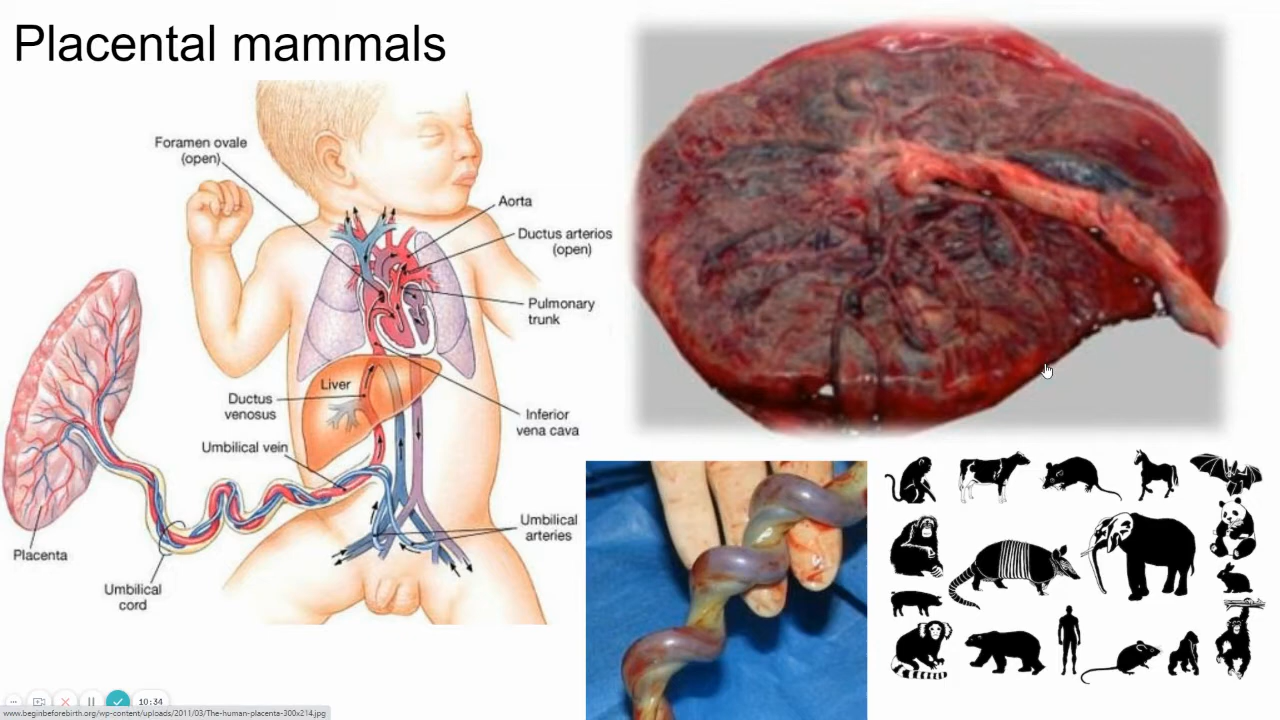 Placental mammals
Foramen ovale
(open)
Aorta
Ductus arterios
(open)
Pulmonary
trunk
Liver
Ductus
venosus
Inferior
vena cava
Umbilical vein
Umbilical
arteries
Placenta
Umbilical
cord
10:34
www.beginbeforebirth.org/wp-content/uploads/2011/03/The-human-placenta-300x214.jpg